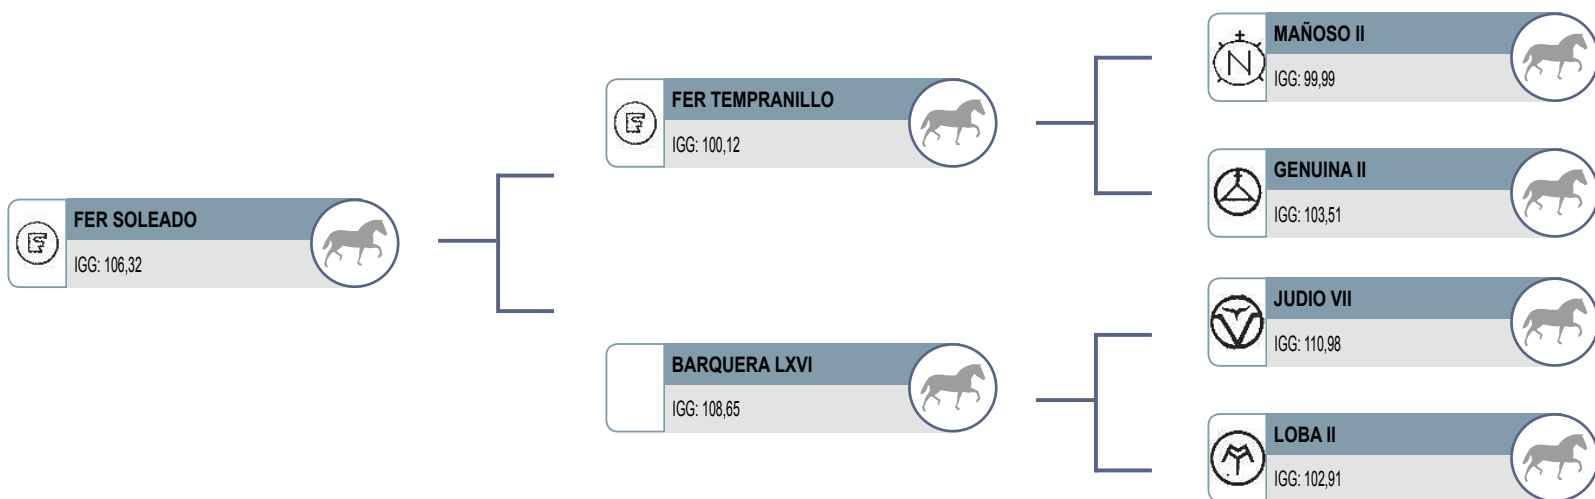 FER SOLEADO
IGG: 106,32
FER TEMPRANILLO
IGG: 100,12
BARQUERA LXVI
IGG: 108,65
MAÑOSO II
IGG: 99,99
GENUINA II
IGG: 103,51
JUDIO VII
IGG: 110,98
LOBA II
IGG: 102,91